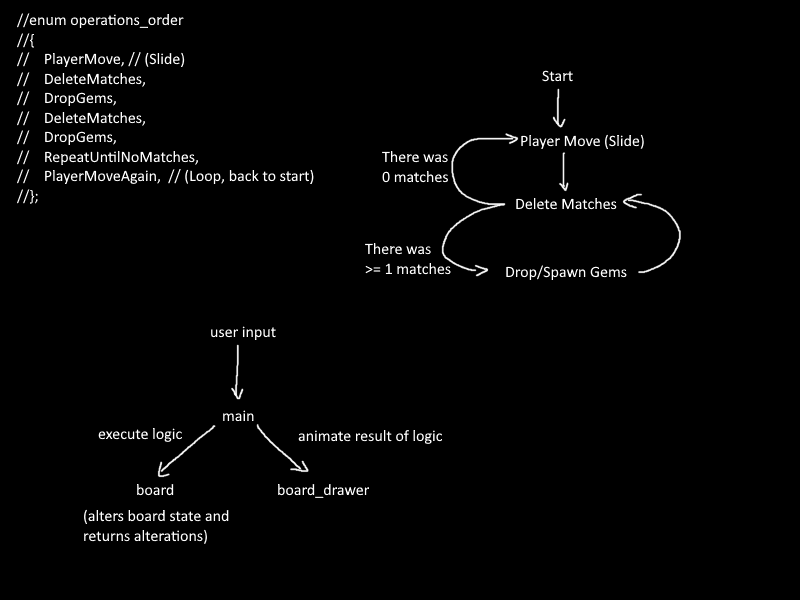 //enum operations_order
//{
//    PlayerMove, // (Slide)
//    DeleteMatches,
//    DropGems,
//    DeleteMatches,
//    DropGems,
//    RepeatUntilNoMatches,
//    PlayerMoveAgain,  // (Loop, back to start)
//};
Start
Player Move (Slide)
There was
0 matches
Delete Matches
There was
>= 1 matches
Drop/Spawn Gems
user input
main
execute logic
animate result of logic
board
board_drawer
(alters board state and
returns alterations)